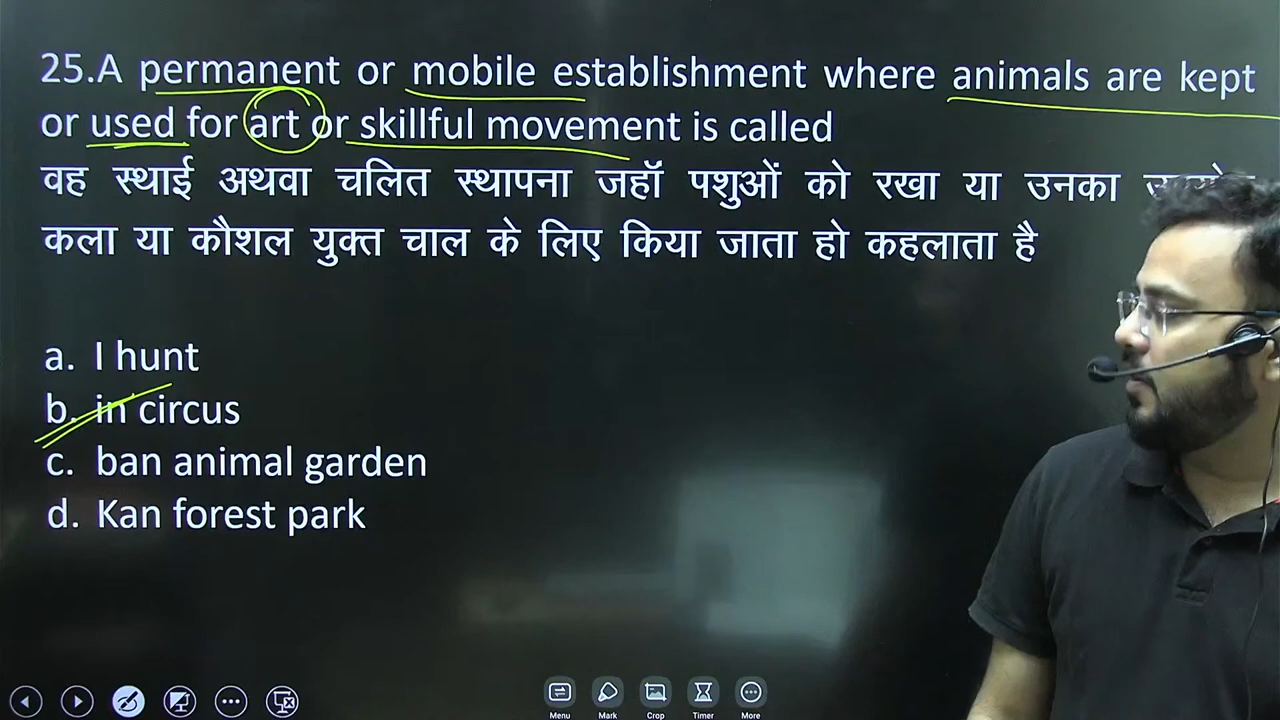 25.A permanent or mobile establishment where animals are kept
or used for art or skillful movement is called
वह स्थाई अथवा चलित स्थापना जहॉ पशुओं को रखा या उनका
कला या कौशल युक्त चाल के लिए किया जाता हो कहलाता है
a. I hunt
b. in circus
c. ban animal garden
d. Kan forest park
Menu Mark Crop Timer More